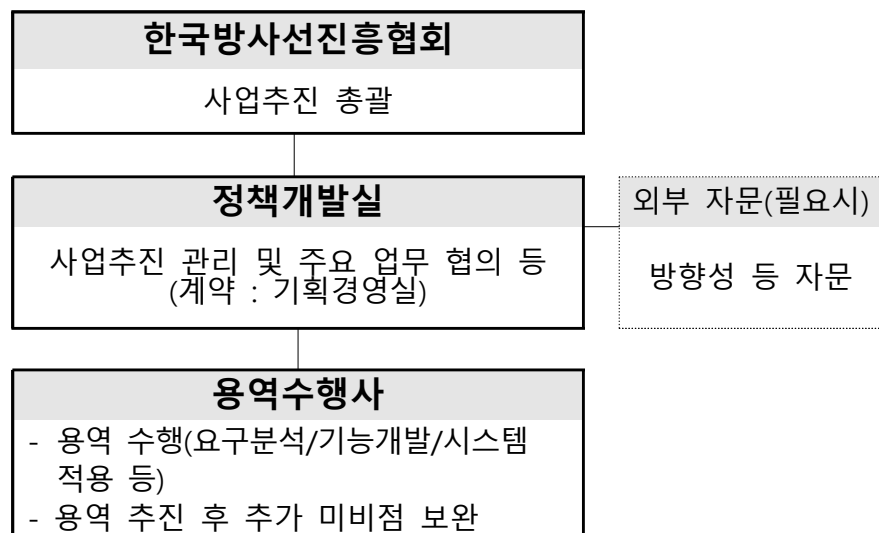 한국방사선진흥협회
사업추진 총괄
정책개발실
사업추진 관리 및 주요 업무 협의 등
(계약 : 기획경영실)
외부 자문(필요시)
방향성 등 자문
용역수행사
- 용역 수행(요구분석/기능개발/시스템
적용 등)
- 용역 추진 후 추가 미비점 보완